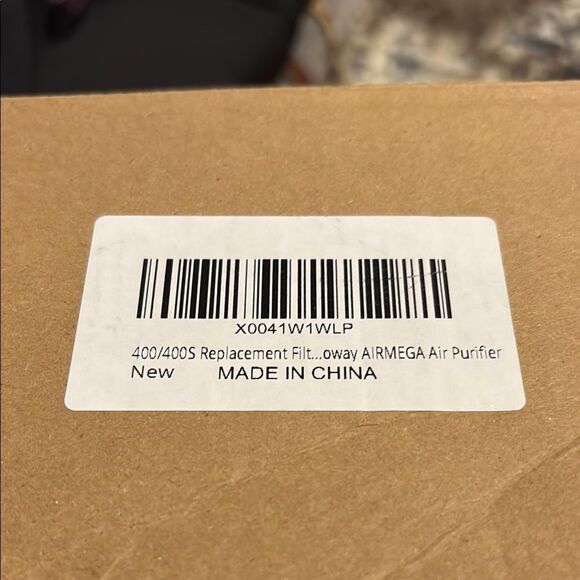 X0041W1WLP
400/400S Replacement Filt...oway AIRMEGA Air Purifier
New MADE IN CHINA